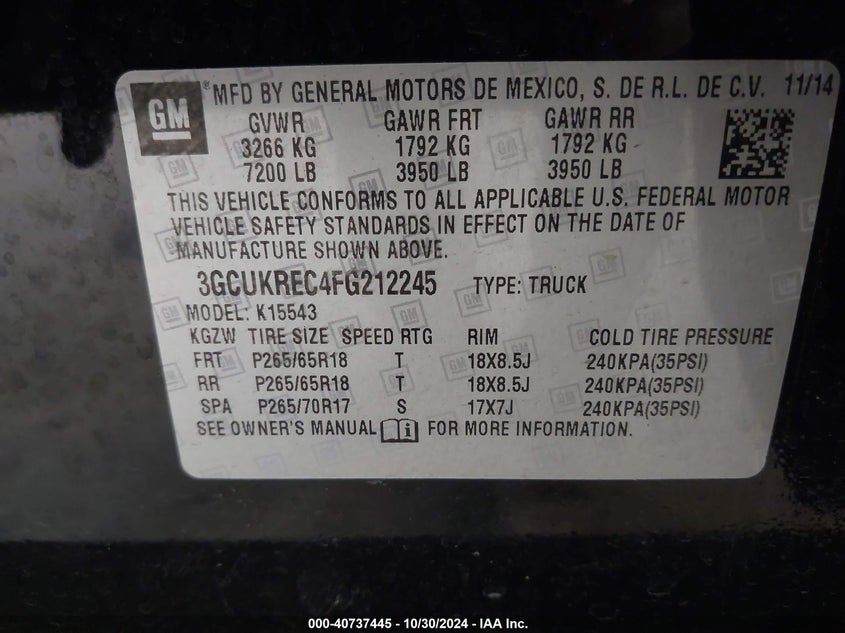 GM ® MFD BY GENERAL MOTORS DE MEXICO, S. DE R.L. DE C.V. 11/14
GVWR GAWR FRT GAWR RR
3266 KG 1792 KG 1792 KG
7200 LB 3950 LB 3950 LB
THIS VEHICLE CONFORMS TO ALL APPLICABLE U.S. FEDERAL MOTOR
VEHICLE SAFETY STANDARDS IN EFFECT ON THE DATE OF
MANUFACTURE SHOWN ABOVE.
3GCUKREC4FG212245 TYPE: TRUCK
MODEL: K15543
KGZW TIRE SIZE SPEED RTG RIM COLD TIRE PRESSURE
FRT P265/65R18 T 18X8.5J 240KPA(35PSI)
RR P265/65R18 T 18X8.5J 240KPA(35PSI)
SPA P265/70R17 S 17X7J 240KPA(35PSI)
SEE OWNER'S MANUAL i FOR MORE INFORMATION.
000-40737445 - 10/30/2024 - IAA Inc.